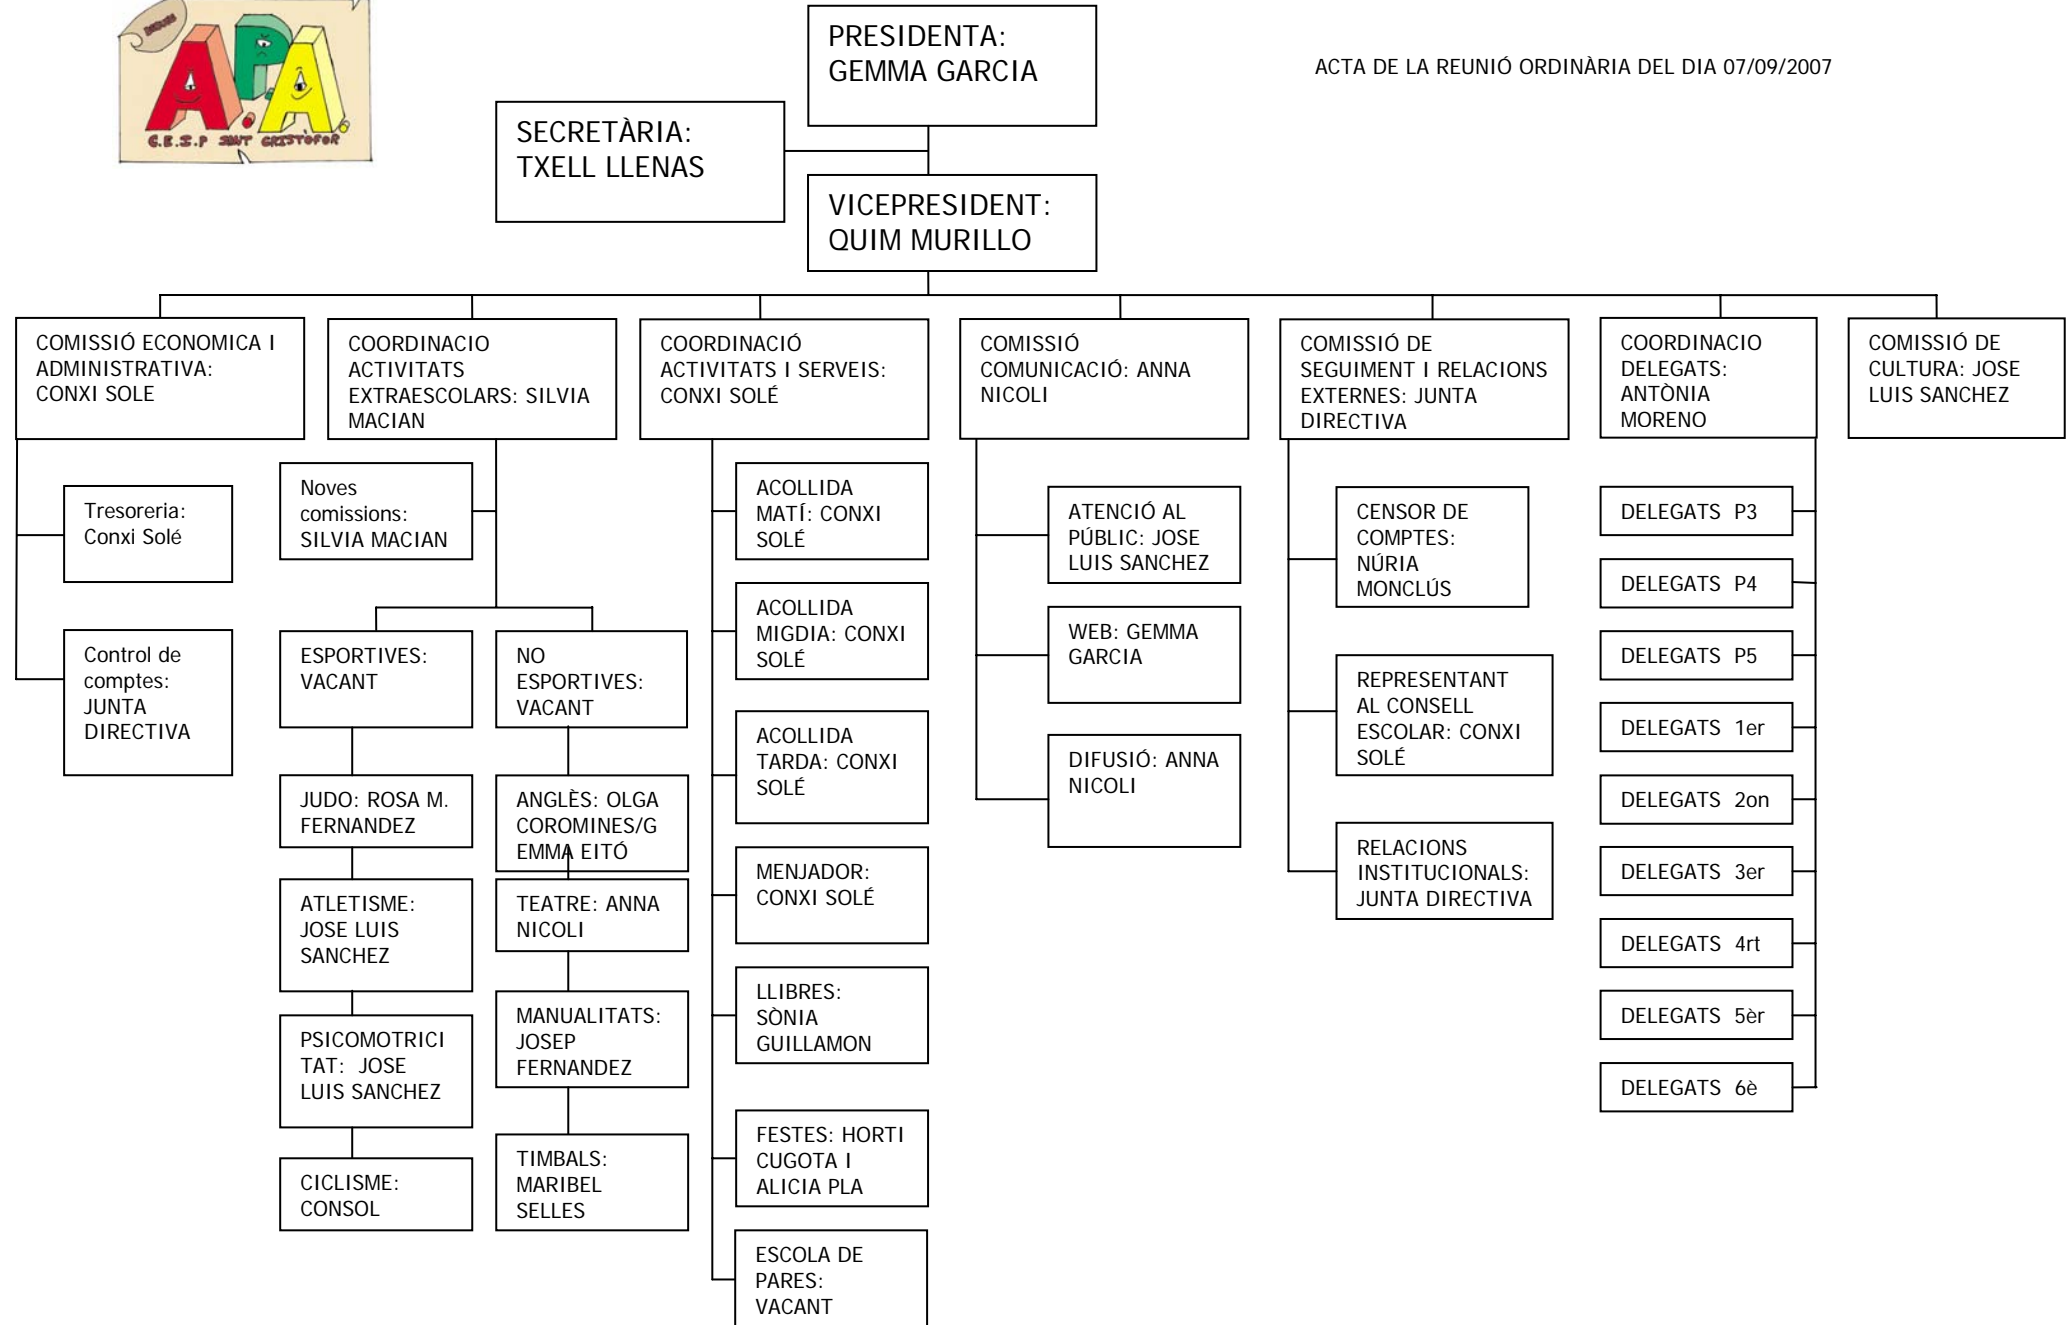 A.P.A.
C.E.I.P SANT CRISTÒFOR
PRESIDENTA:
GEMMA GARCIA
ACTA DE LA REUNIÓ ORDINÀRIA DEL DIA 07/09/2007
SECRETÀRIA:
TXELL LLENAS
VICEPRESIDENT:
QUIM MURILLO
COMISSIÓ ECONOMICA I
ADMINISTRATIVA:
CONXI SOLE
Tresoreria:
Conxi Solé
Control de
comptes:
JUNTA
DIRECTIVA
COORDINACIO
ACTIVITATS
EXTRAESCOLARS: SILVIA
MACIAN
Noves
comissions:
SILVIA MACIAN
ESPORTIVES:
VACANT
JUDO: ROSA M.
FERNANDEZ
ATLETISME:
JOSE LUIS
SANCHEZ
PSICOMOTRICI
TAT:  JOSE
LUIS SANCHEZ
CICLISME:
CONSOL
NO
ESPORTIVES:
VACANT
ANGLÈS: OLGA
COROMINES/G
EMMA EITÓ
TEATRE: ANNA
NICOLI
MANUALITATS:
JOSEP
FERNANDEZ
TIMBALS:
MARIBEL
SELLES
COORDINACIÓ
ACTIVITATS I SERVEIS:
CONXI SOLÉ
ACOLLIDA
MATÍ: CONXI
SOLÉ
ACOLLIDA
MIGDIA: CONXI
SOLÉ
ACOLLIDA
TARDA: CONXI
SOLÉ
MENJADOR:
CONXI SOLÉ
LLIBRES:
SÒNIA
GUILLAMON
FESTES: HORTI
CUGOTA I
ALICIA PLA
ESCOLA DE
PARES:
VACANT
COMISSIÓ
COMUNICACIÓ: ANNA
NICOLI
ATENCIÓ AL
PÚBLIC: JOSE
LUIS SANCHEZ
WEB: GEMMA
GARCIA
DIFUSIÓ: ANNA
NICOLI
COMISSIÓ DE
SEGUIMENT I RELACIONS
EXTERNES: JUNTA
DIRECTIVA
CENSOR DE
COMPTES:
NÚRIA
MONCLÚS
REPRESENTANT
AL CONSELL
ESCOLAR: CONXI
SOLÉ
RELACIONS
INSTITUCIONALS:
JUNTA DIRECTIVA
COORDINACIO
DELEGATS:
ANTÒNIA
MORENO
DELEGATS P3
DELEGATS P4
DELEGATS P5
DELEGATS 1er
DELEGATS 2on
DELEGATS 3er
DELEGATS 4rt
DELEGATS 5èr
DELEGATS 6è
COMISSIÓ DE
CULTURA: JOSE
LUIS SANCHEZ